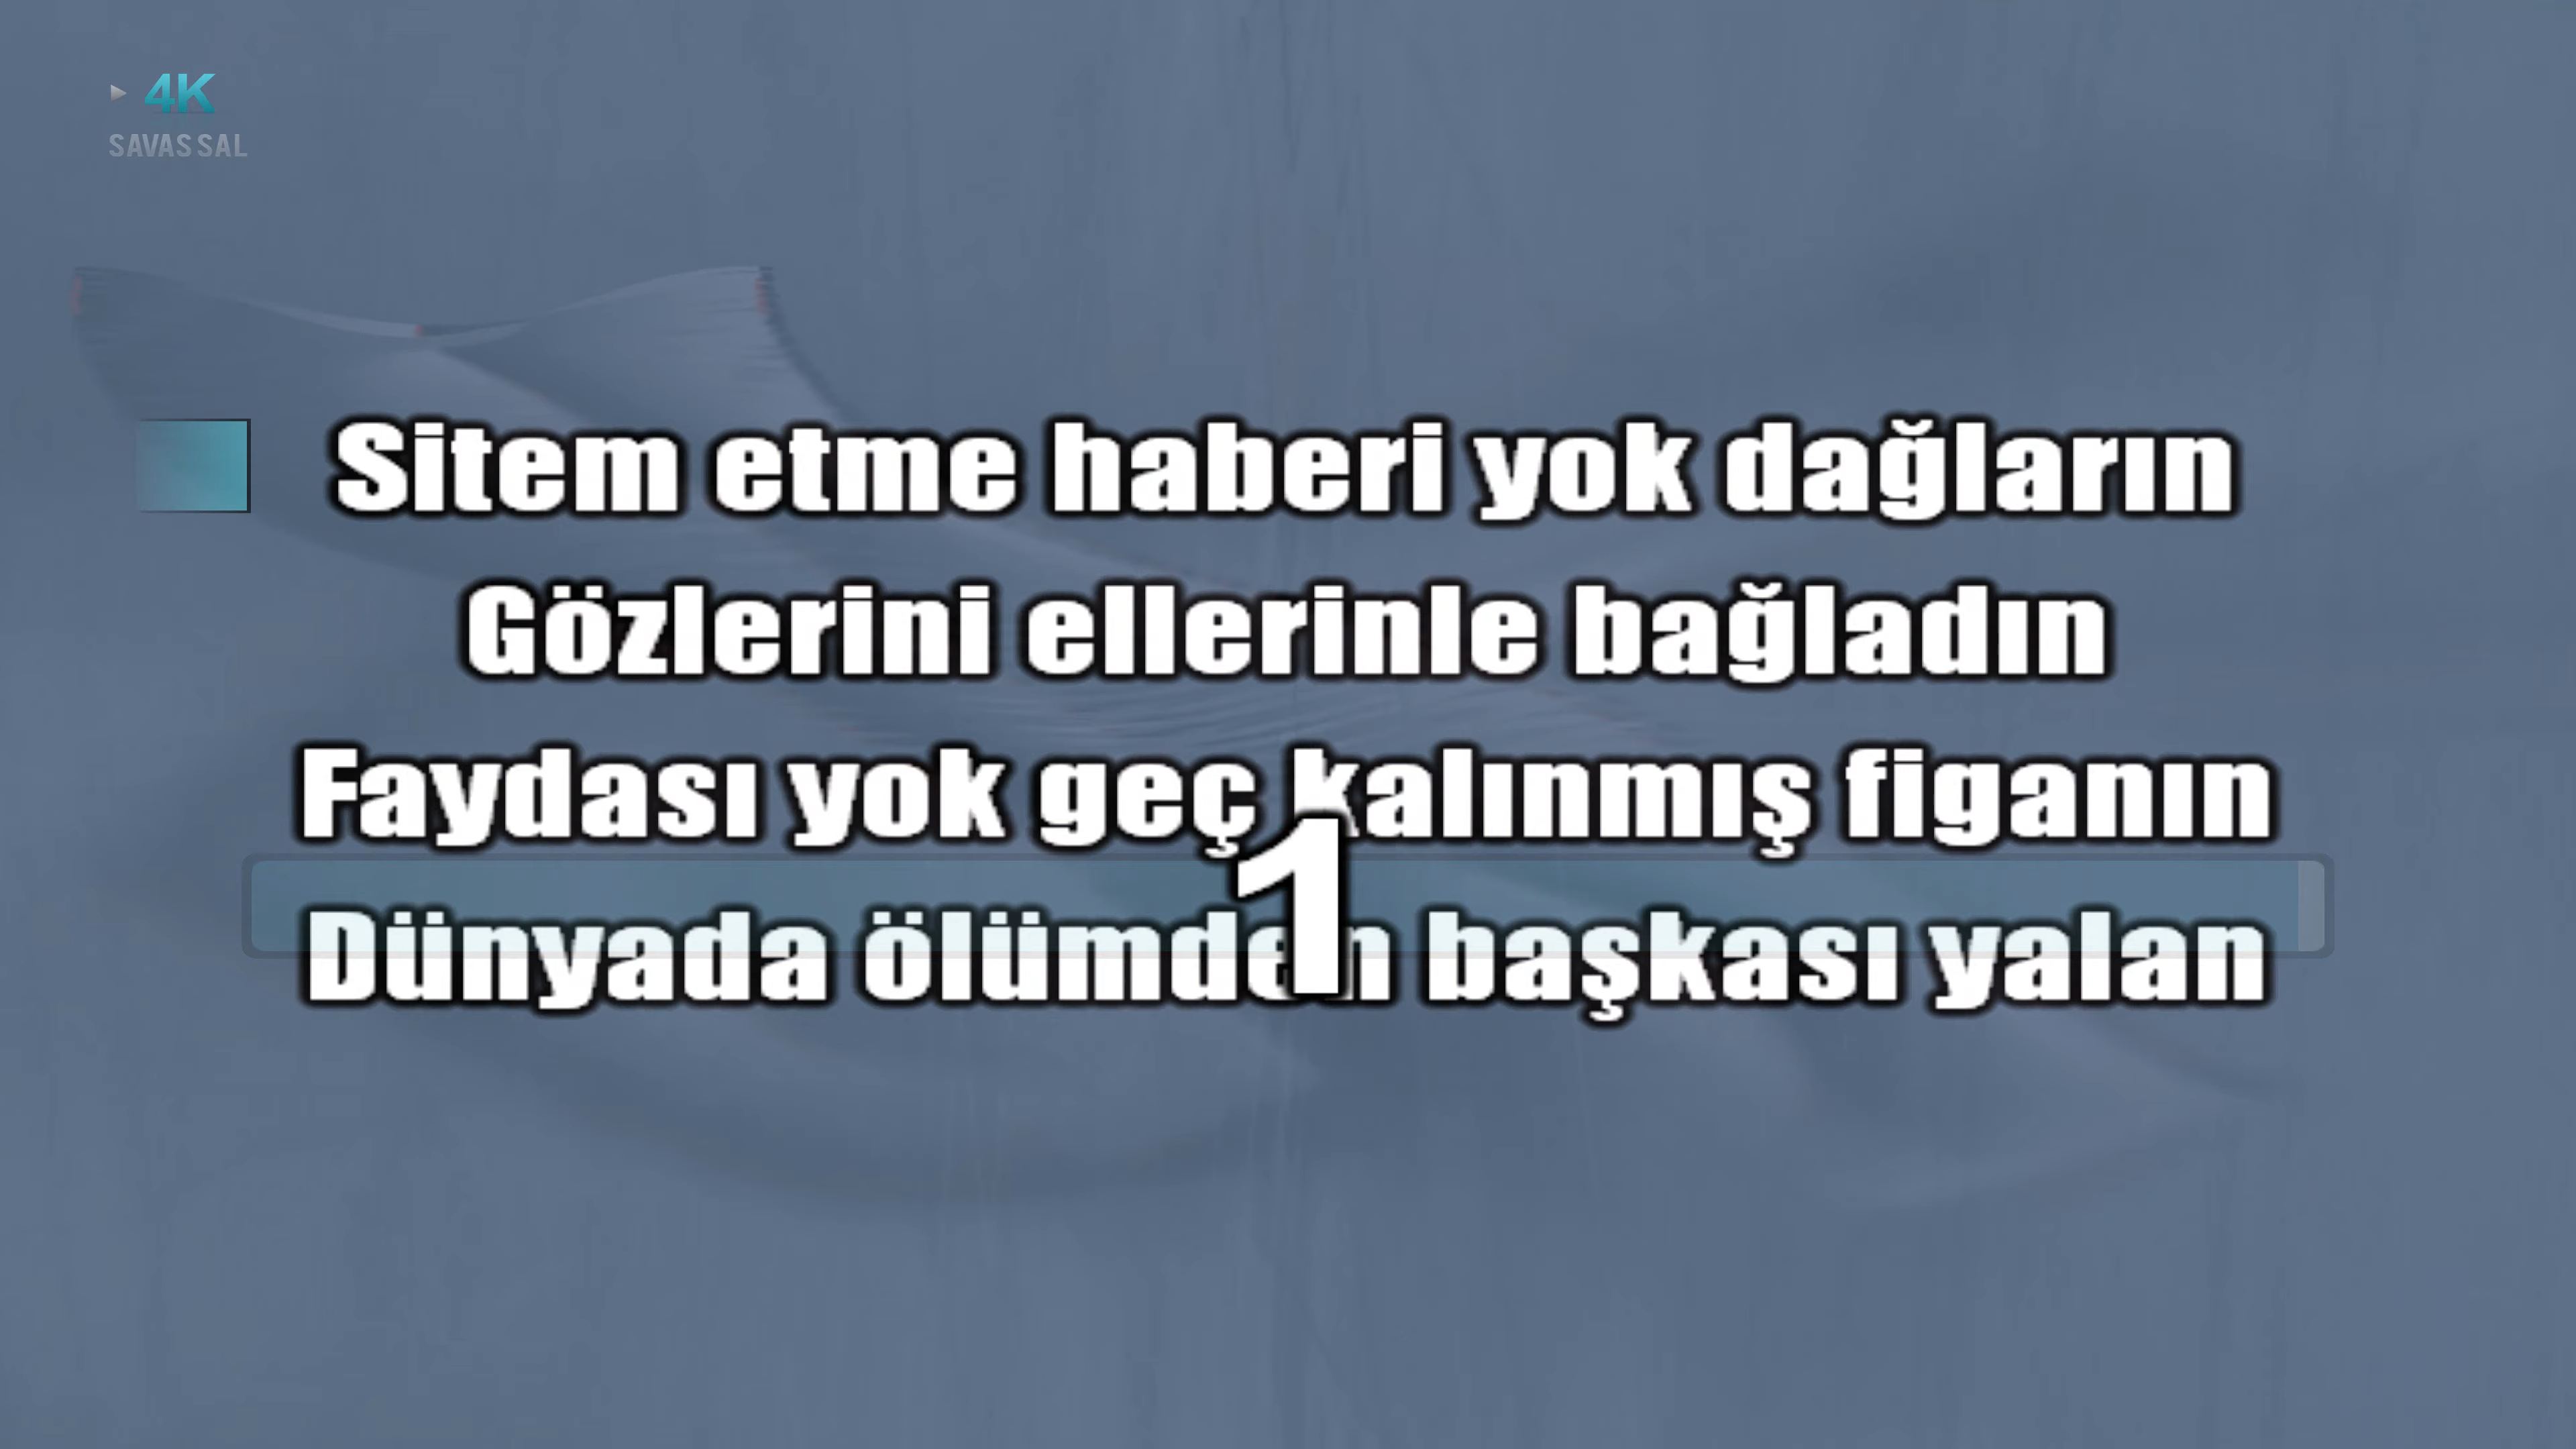 4K
SAVAS SAL
Sitem etme haberi yok dağların
Gözlerini ellerinle bağladın
Faydası yok geç kalınmış figanın
1
Dünyada ölümden başkası yalan